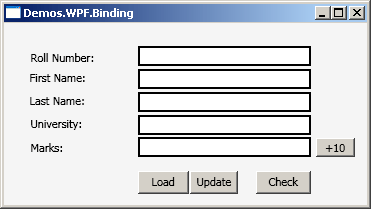 Demos.WPF.Binding
Roll Number:
First Name:
Last Name:
University:
Marks: +10
Load Update Check